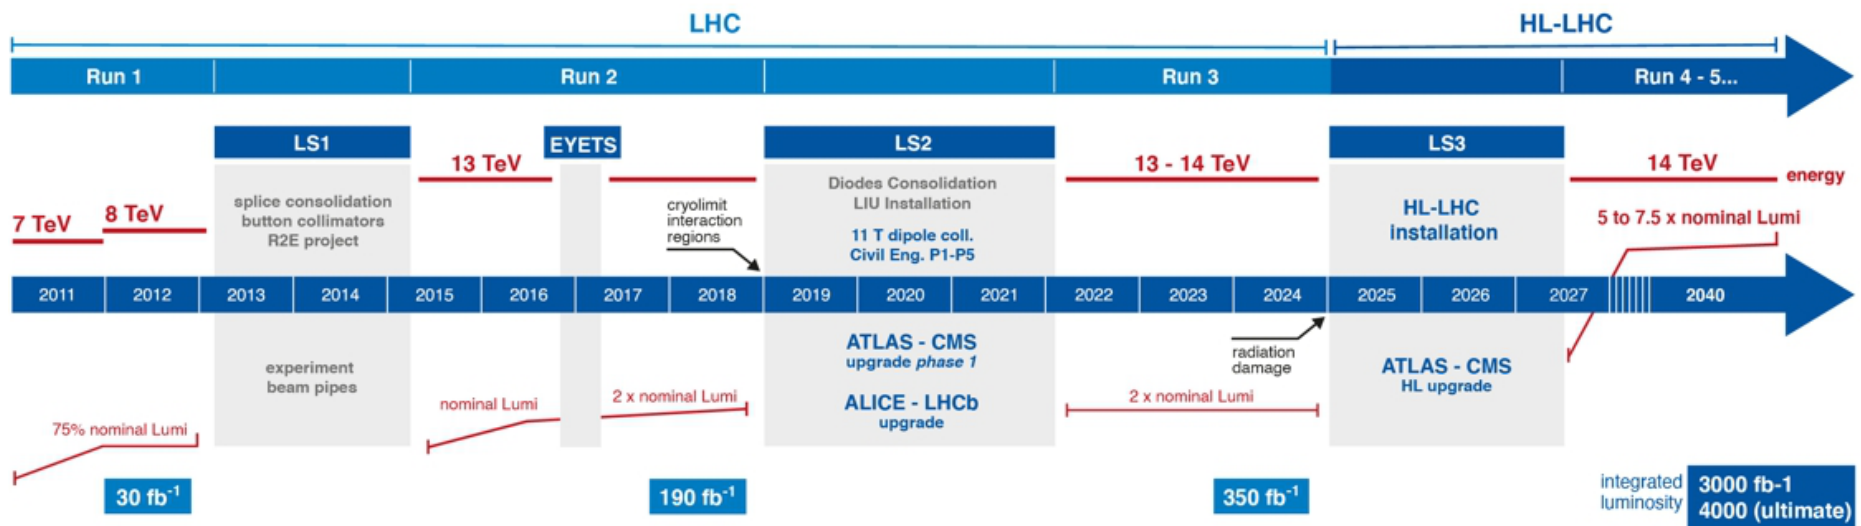 LHC
HL-LHC
Run 1
Run 2
Run 3
Run 4 - 5...
LS1
EYETS
LS2
LS3
13 TeV
13 - 14 TeV
14 TeV
energy
7 TeV
8 TeV
splice consolidation
button collimators
R2E project
cryolimit
interaction
regions
Diodes Consolidation
LIU Installation
11 T dipole coll.
Civil Eng. P1-P5
HL-LHC
installation
5 to 7.5 x nominal Lumi
2011
2012
2013
2014
2015
2016
2017
2018
2019
2020
2021
2022
2023
2024
2025
2026
2027
2040
experiment
beam pipes
ATLAS - CMS
upgrade phase 1
ALICE - LHCb
upgrade
radiation
damage
ATLAS - CMS
HL upgrade
75% nominal Lumi
nominal Lumi
2 x nominal Lumi
2 x nominal Lumi
30 fb⁻¹
190 fb⁻¹
350 fb⁻¹
integrated
luminosity
3000 fb-1
4000 (ultimate)